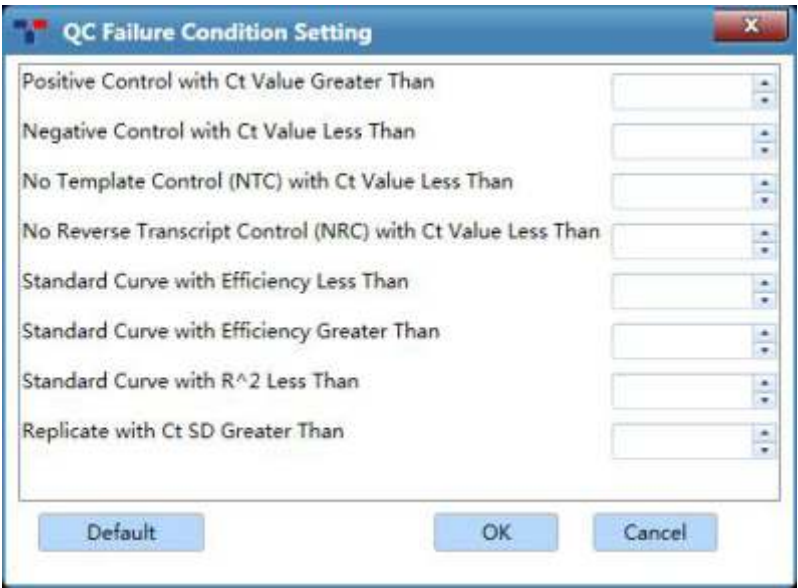 QC Failure Condition Setting
Positive Control with Ct Value Greater Than
Negative Control with Ct Value Less Than
No Template Control (NTC) with Ct Value Less Than
No Reverse Transcript Control (NRC) with Ct Value Less Than
Standard Curve with Efficiency Less Than
Standard Curve with Efficiency Greater Than
Standard Curve with R^2 Less Than
Replicate with Ct SD Greater Than
Default OK Cancel